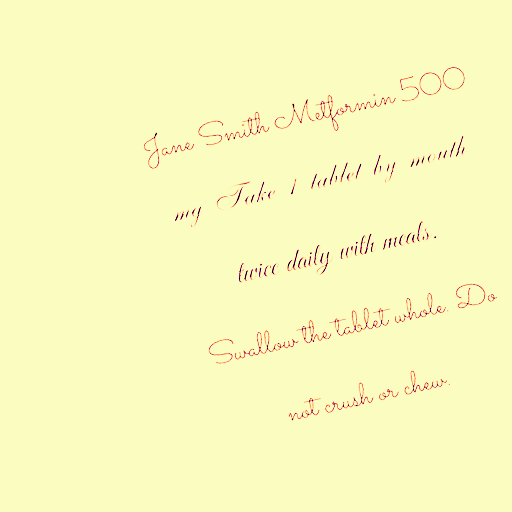 Jane Smith Metformin 500
mg Take 1 tablet by mouth
twice daily with meals.
Swallow the tablet whole. Do
not crush or chew.